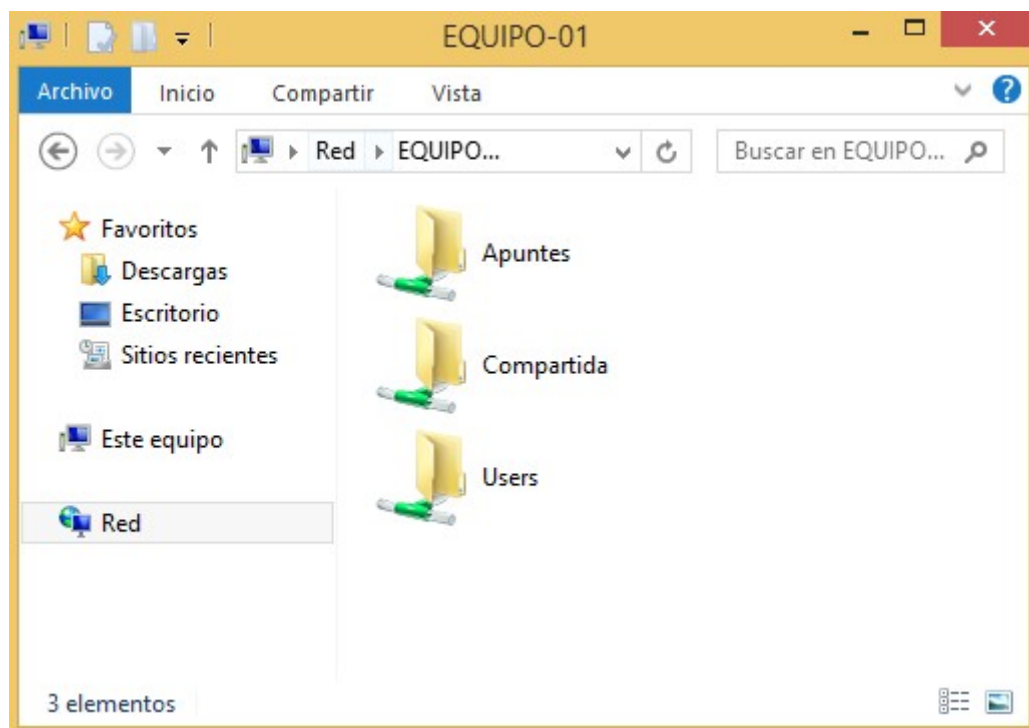 EQUIPO-01
Archivo Inicio Compartir Vista
Red EQUIPO... Buscar en EQUIPO...
Favoritos
Descargas
Escritorio
Sitios recientes
Este equipo
Red
Apuntes
Compartida
Users
3 elementos